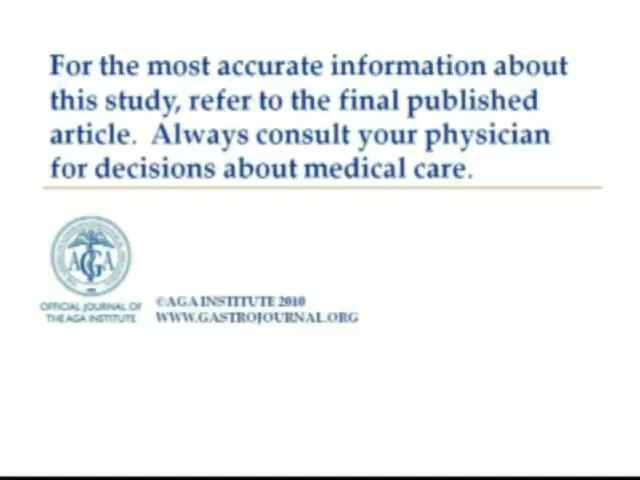 For the most accurate information about
this study, refer to the final published
article. Always consult your physician
for decisions about medical care.
AGA
OFFICIAL JOURNAL OF
THE AGA INSTITUTE
©AGA INSTITUTE 2010
WWW.GASTROJOURNAL.ORG